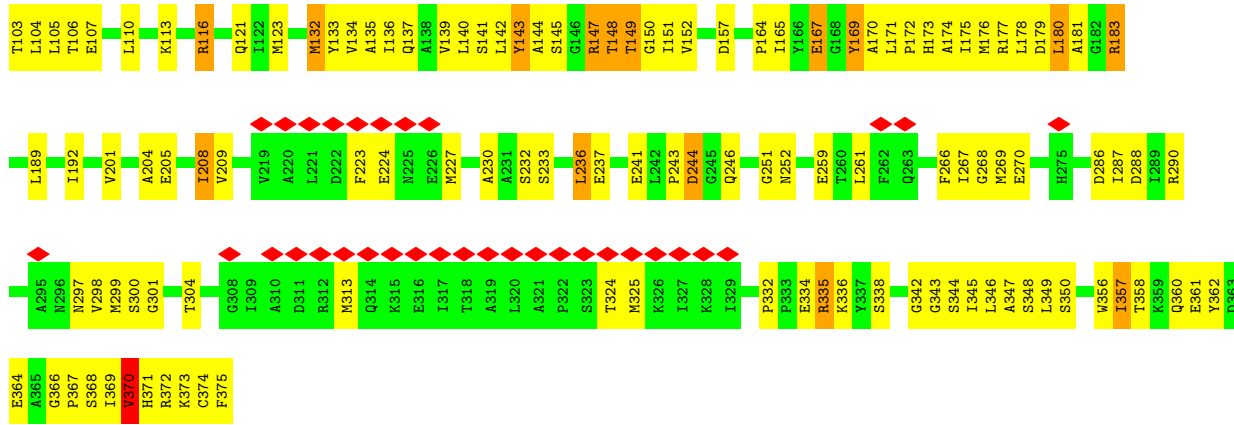 T103 L104 L105 T106 E107 L110 K113 R116 Q121 I122 M123 M132 Y133 V134 A135 I136 Q137 A138 V139 L140 S141 L142 Y143 A144 S145 G146 R147 T148 T149 G150 I151 V152 D157 P164 I165 Y166 E167 G168 Y169 A170 L171 P172 H173 A174 I175 M176 R177 L178 D179 L180 A181 G182 R183
L189 I192 V201 A204 E205 I208 V209 V219 A220 L221 D222 F223 E224 N225 E226 M227 A230 A231 S232 S233 L236 E237 E241 L242 P243 D244 G245 Q246 G251 N252 E259 T260 L261 F262 Q263 F266 I267 G268 M269 E270 H275 D286 I287 D288 I289 R290
A295 N296 N297 V298 M299 S300 G301 T304 G308 I309 A310 D311 R312 M313 Q314 K315 E316 I317 T318 A319 L320 A321 P322 S323 T324 M325 K326 I327 K328 I329 P332 P333 E334 R335 K336 Y337 S338 G342 G343 S344 I345 L346 A347 S348 L349 S350 W356 I357 T358 K359 Q360 E361 Y362 D363
E364 A365 G366 P367 S368 I369 V370 H371 R372 K373 C374 F375